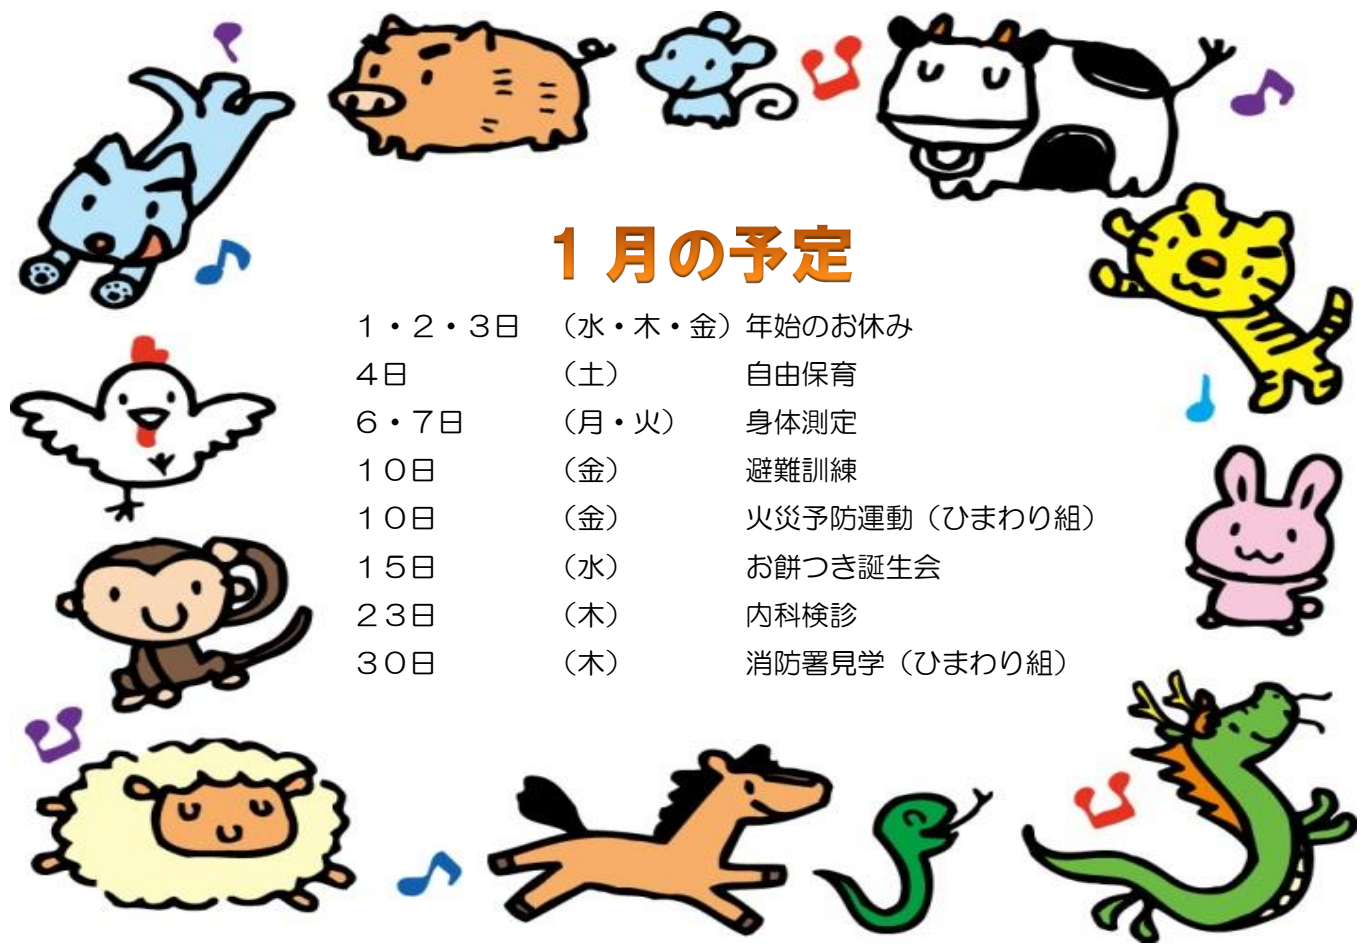 １月の予定
１・２・３日　（水・木・金）年始のお休み
４日　（土）　自由保育
６・７日　（月・火）　身体測定
１０日　（金）　避難訓練
１０日　（金）　火災予防運動（ひまわり組）
１５日　（水）　お餅つき誕生会
２３日　（木）　内科検診
３０日　（木）　消防署見学（ひまわり組）